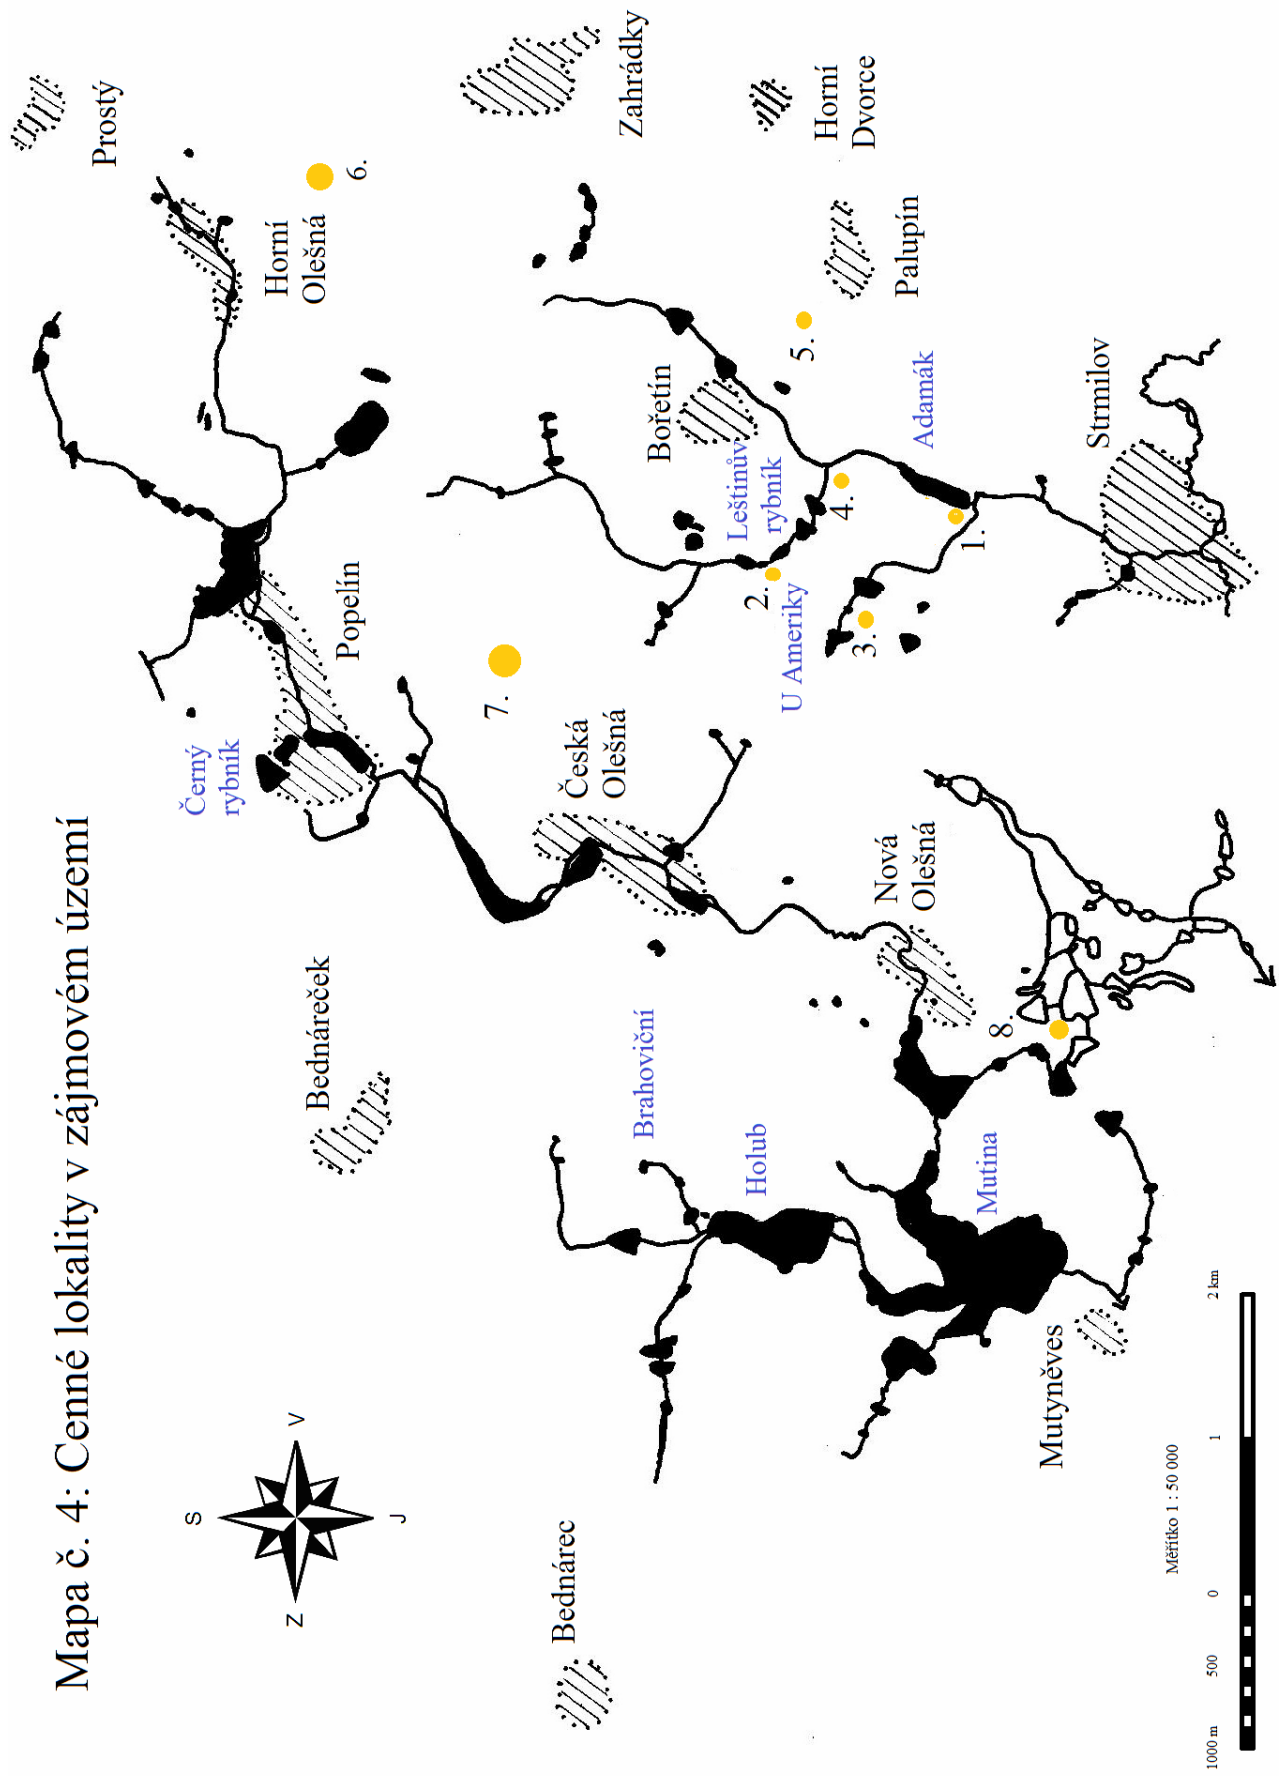 Mapa č. 4: Cenné lokality v zájmovém území
S
V
J
Z
Prostý
Horní
Olešná
6.
Zahrádky
Horní
Dvorce
Palupín
Popelín
Černý
rybník
7.
Česká
Olešná
Bořetín
5.
Leštinův
rybník
Adamák
4.
1.
2.
U Ameriky
3.
Strmilov
Bednáreček
Nová
Olešná
8.
Brahoviční
Holub
Mutina
Mutyněves
Bednárec
Měřítko 1 : 50 000
1000 m
500
0
1
2 km